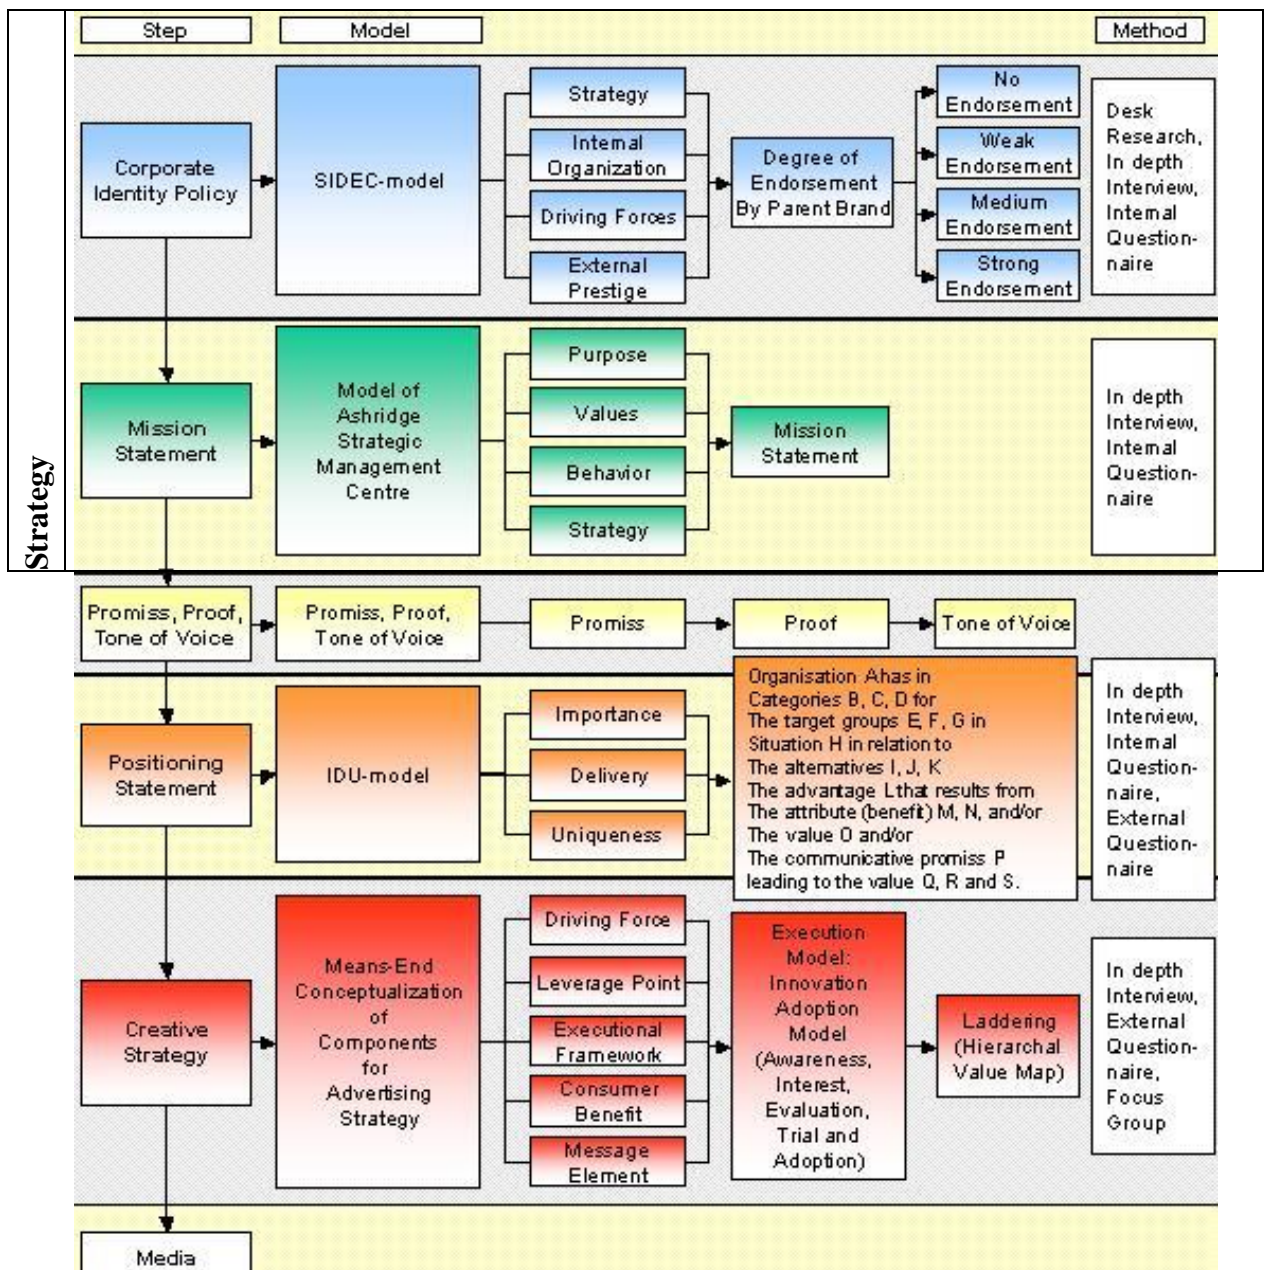 Step
Model
Method
Strategy
Corporate
Identity Policy
SIDEC-model
Strategy
Internal
Organization
Driving Forces
External
Prestige
Degree of
Endorsement
By Parent Brand
No
Endorsement
Weak
Endorsement
Medium
Endorsement
Strong
Endorsement
Desk
Research,
In depth
Interview,
Internal
Question-
naire
Mission
Statement
Model of
Ashridge
Strategic
Management
Centre
Purpose
Values
Behavior
Strategy
Mission
Statement
In depth
Interview,
Internal
Question-
naire
Promiss, Proof,
Tone of Voice
Promiss, Proof,
Tone of Voice
Promiss
Proof
Tone of Voice
Positioning
Statement
IDU-model
Importance
Delivery
Uniqueness
Organisation A has in
Categories B, C, D for
The target groups E, F, G in
Situation H in relation to
The alternatives I, J, K
The advantage L that results from
The attribute (benefit) M, N, and/or
The value O and/or
The communicative promiss P
leading to the value Q, R and S.
In depth
Interview,
Internal
Question-
naire,
External
Question-
naire
Creative
Strategy
Means-End
Conceptualization
of
Components
for
Advertising
Strategy
Driving Force
Leverage Point
Executional
Framework
Consumer
Benefit
Message
Element
Execution
Model:
Innovation
Adoption
Model
(Awareness,
Interest,
Evaluation,
Trial and
Adoption)
Laddering
(Hierarchal
Value Map)
In depth
Interview,
External
Question-
naire,
Focus
Group
Media